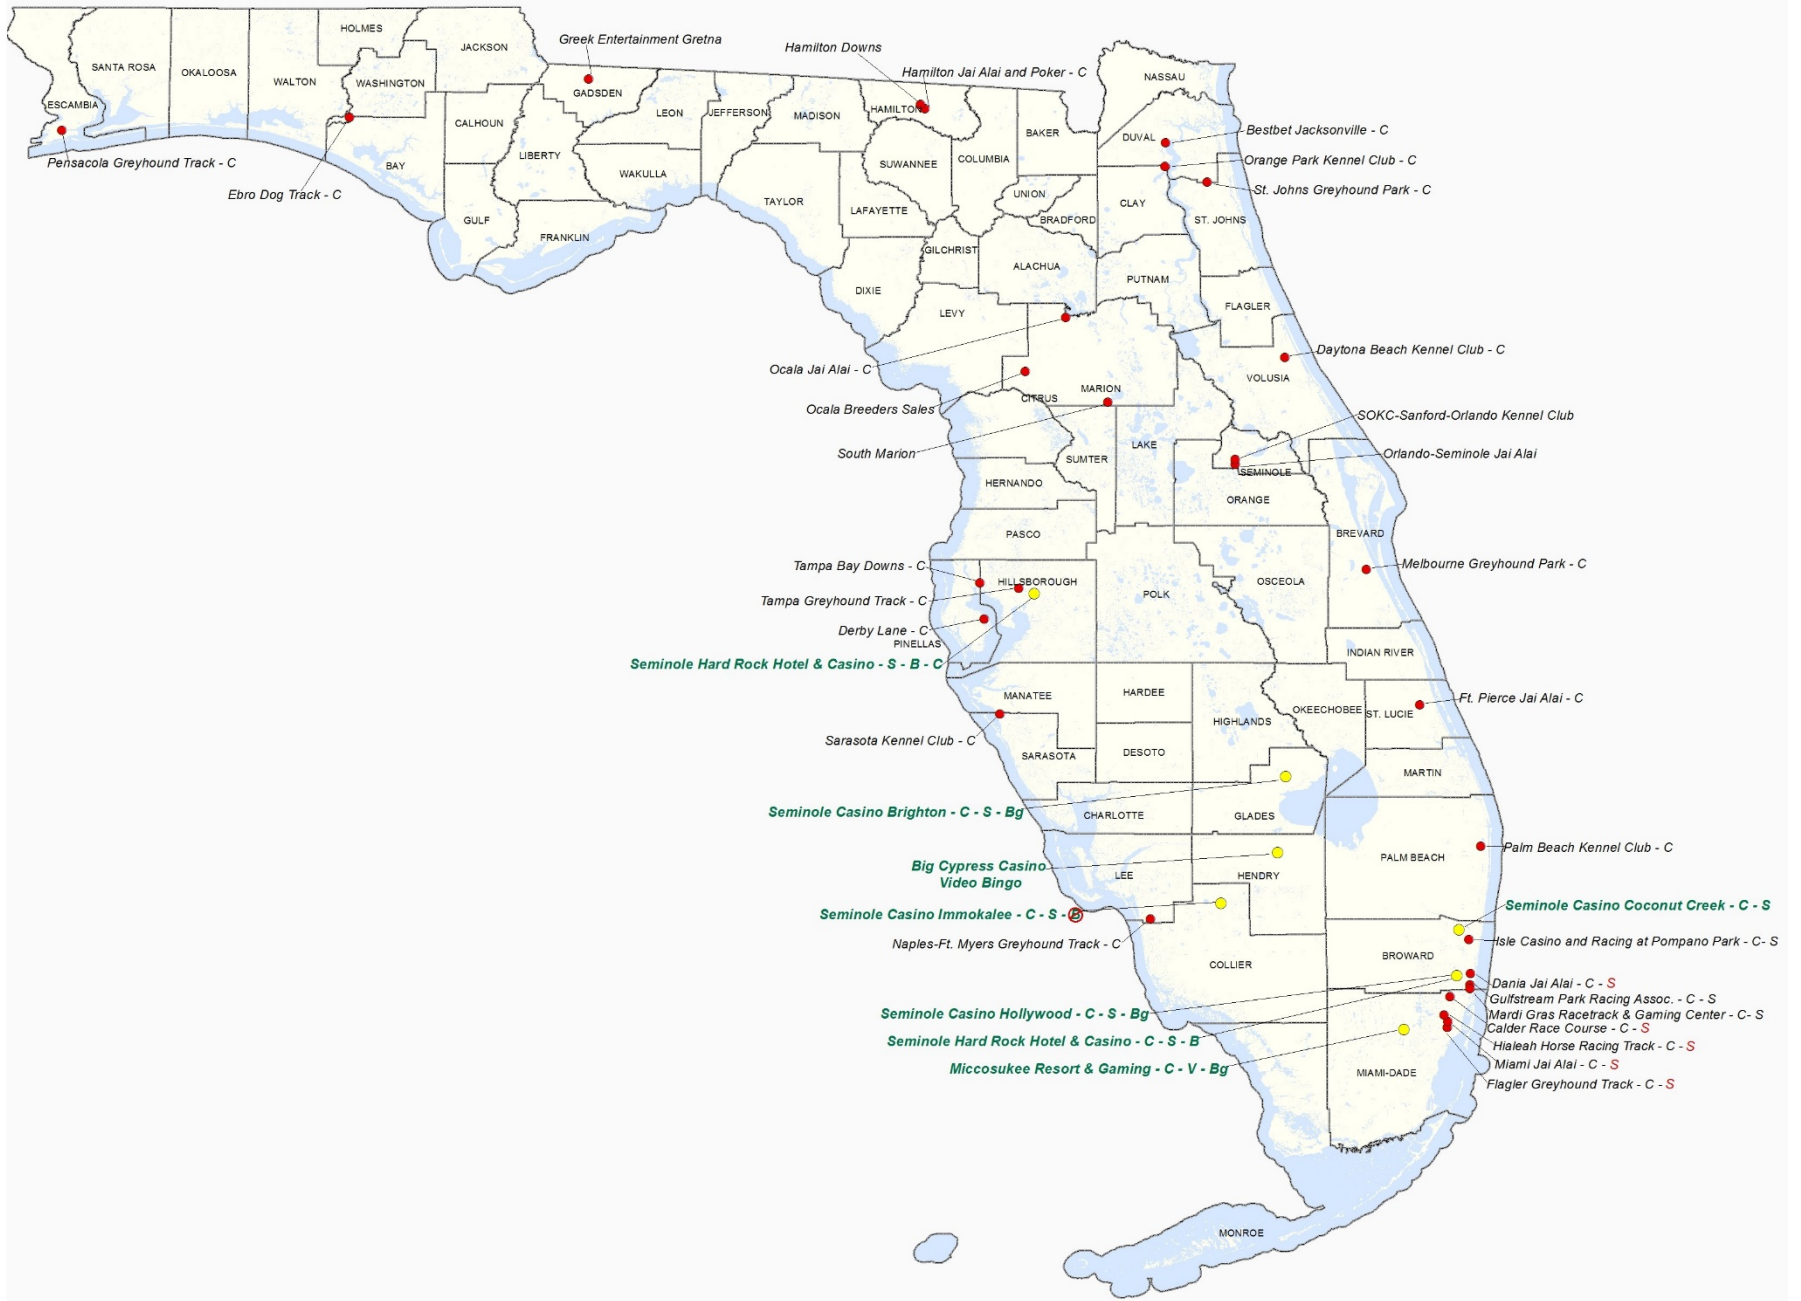 HOLMES
JACKSON
Greek Entertainment Gretna
Hamilton Downs
SANTA ROSA
OKALOOSA
WALTON
WASHINGTON
Hamilton Jai Alai and Poker - C
NASSAU
ESCAMBIA
GADSDEN
LEON
JEFFERSON
MADISON
HAMILTON
BAKER
DUVAL
Bestbet Jacksonville - C
CALHOUN
LIBERTY
SUWANNEE
COLUMBIA
Orange Park Kennel Club - C
Pensacola Greyhound Track - C
BAY
WAKULLA
St. Johns Greyhound Park - C
Ebro Dog Track - C
TAYLOR
LAFAYETTE
UNION
CLAY
GULF
BRADFORD
ST. JOHNS
FRANKLIN
GILCHRIST
ALACHUA
PUTNAM
DIXIE
LEVY
FLAGLER
Daytona Beach Kennel Club - C
Ocala Jai Alai - C
VOLUSIA
MARION
CITRUS
Ocala Breeders Sales
SOKC-Sanford-Orlando Kennel Club
South Marion
LAKE
SUMTER
Orlando-Seminole Jai Alai
SEMINOLE
HERNANDO
ORANGE
PASCO
BREVARD
Tampa Bay Downs - C
HILLSBOROUGH
OSCEOLA
Melbourne Greyhound Park - C
Tampa Greyhound Track - C
POLK
Derby Lane - C
PINELLAS
INDIAN RIVER
Seminole Hard Rock Hotel & Casino - S - B - C
MANATEE
HARDEE
Ft. Pierce Jai Alai - C
OKEECHOBEE
ST. LUCIE
HIGHLANDS
Sarasota Kennel Club - C
SARASOTA
DESOTO
MARTIN
Seminole Casino Brighton - C - S - Bg
CHARLOTTE
GLADES
Palm Beach Kennel Club - C
PALM BEACH
Big Cypress Casino
Video Bingo
LEE
HENDRY
Seminole Casino Coconut Creek - C - S
Seminole Casino Immokalee - C - S - B
Naples-Ft. Myers Greyhound Track - C
Isle Casino and Racing at Pompano Park - C- S
BROWARD
COLLIER
Dania Jai Alai - C - S
Gulfstream Park Racing Assoc. - C - S
Seminole Casino Hollywood - C - S - Bg
Mardi Gras Racetrack & Gaming Center - C- S
Calder Race Course - C - S
Seminole Hard Rock Hotel & Casino - C - S - B
Hialeah Horse Racing Track - C - S
Miami Jai Alai - C - S
Miccosukee Resort & Gaming - C - V - Bg
MIAMI-DADE
Flagler Greyhound Track - C - S
MONROE